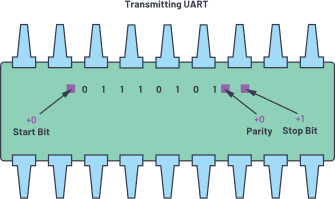 Transmitting UART
0 1 1 1 0 1 0 1
+0
Start Bit
+0
Parity
+1
Stop Bit